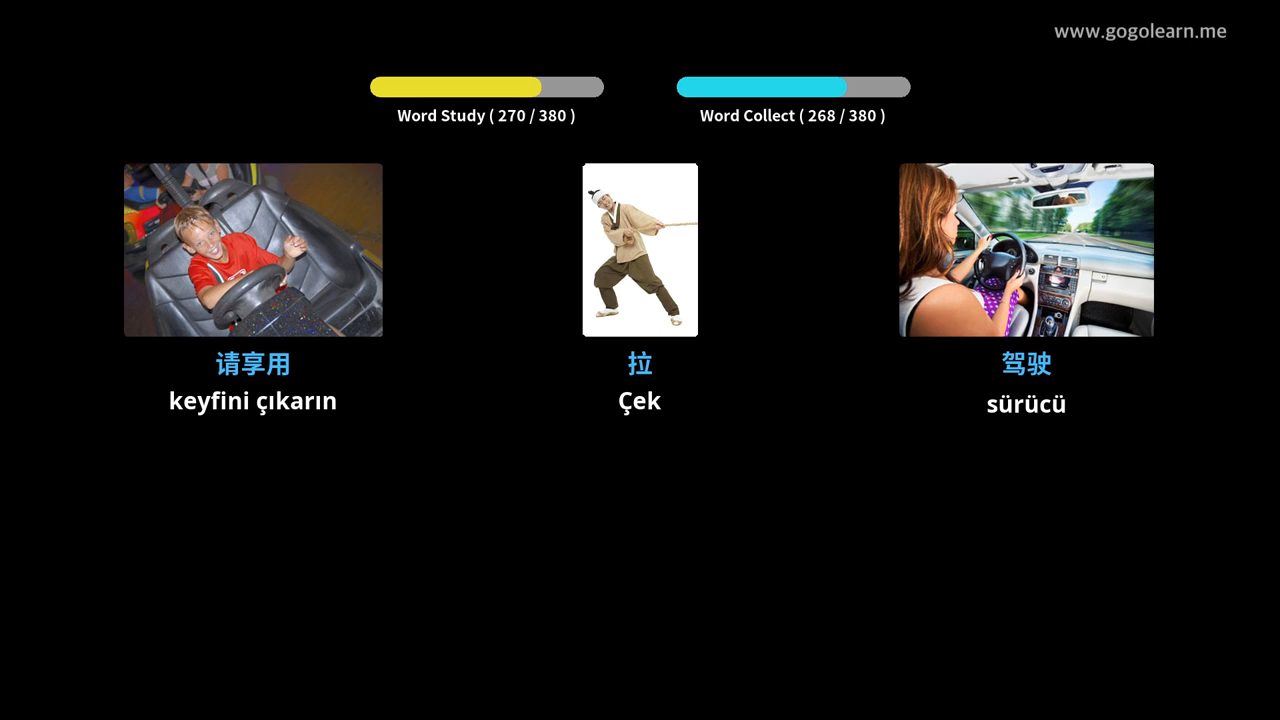 www.gogolearn.me
Word Study ( 270 / 380 )
Word Collect ( 268 / 380 )
请享用
拉
驾驶
keyfini çıkarın
Çek
sürücü